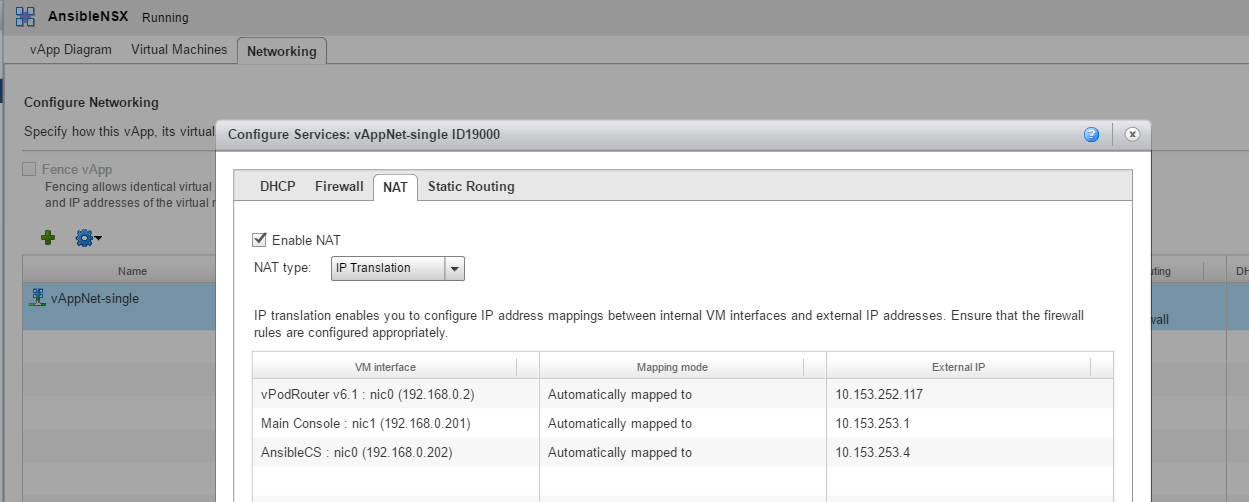 AnsibleNSX Running
vApp Diagram Virtual Machines Networking
Configure Networking
Specify how this vApp, its virtual
Fence vApp
Fencing allows identical virtual
and IP addresses of the virtual
Name
vAppNet-single
Configure Services: vAppNet-single ID19000
DHCP Firewall NAT Static Routing
Enable NAT
NAT type: IP Translation
IP translation enables you to configure IP address mappings between internal VM interfaces and external IP addresses. Ensure that the firewall
rules are configured appropriately.
VM interface Mapping mode External IP
vPodRouter v6.1 : nic0 (192.168.0.2) Automatically mapped to 10.153.252.117
Main Console : nic1 (192.168.0.201) Automatically mapped to 10.153.253.1
AnsibleCS : nic0 (192.168.0.202) Automatically mapped to 10.153.253.4
uting DH
wall